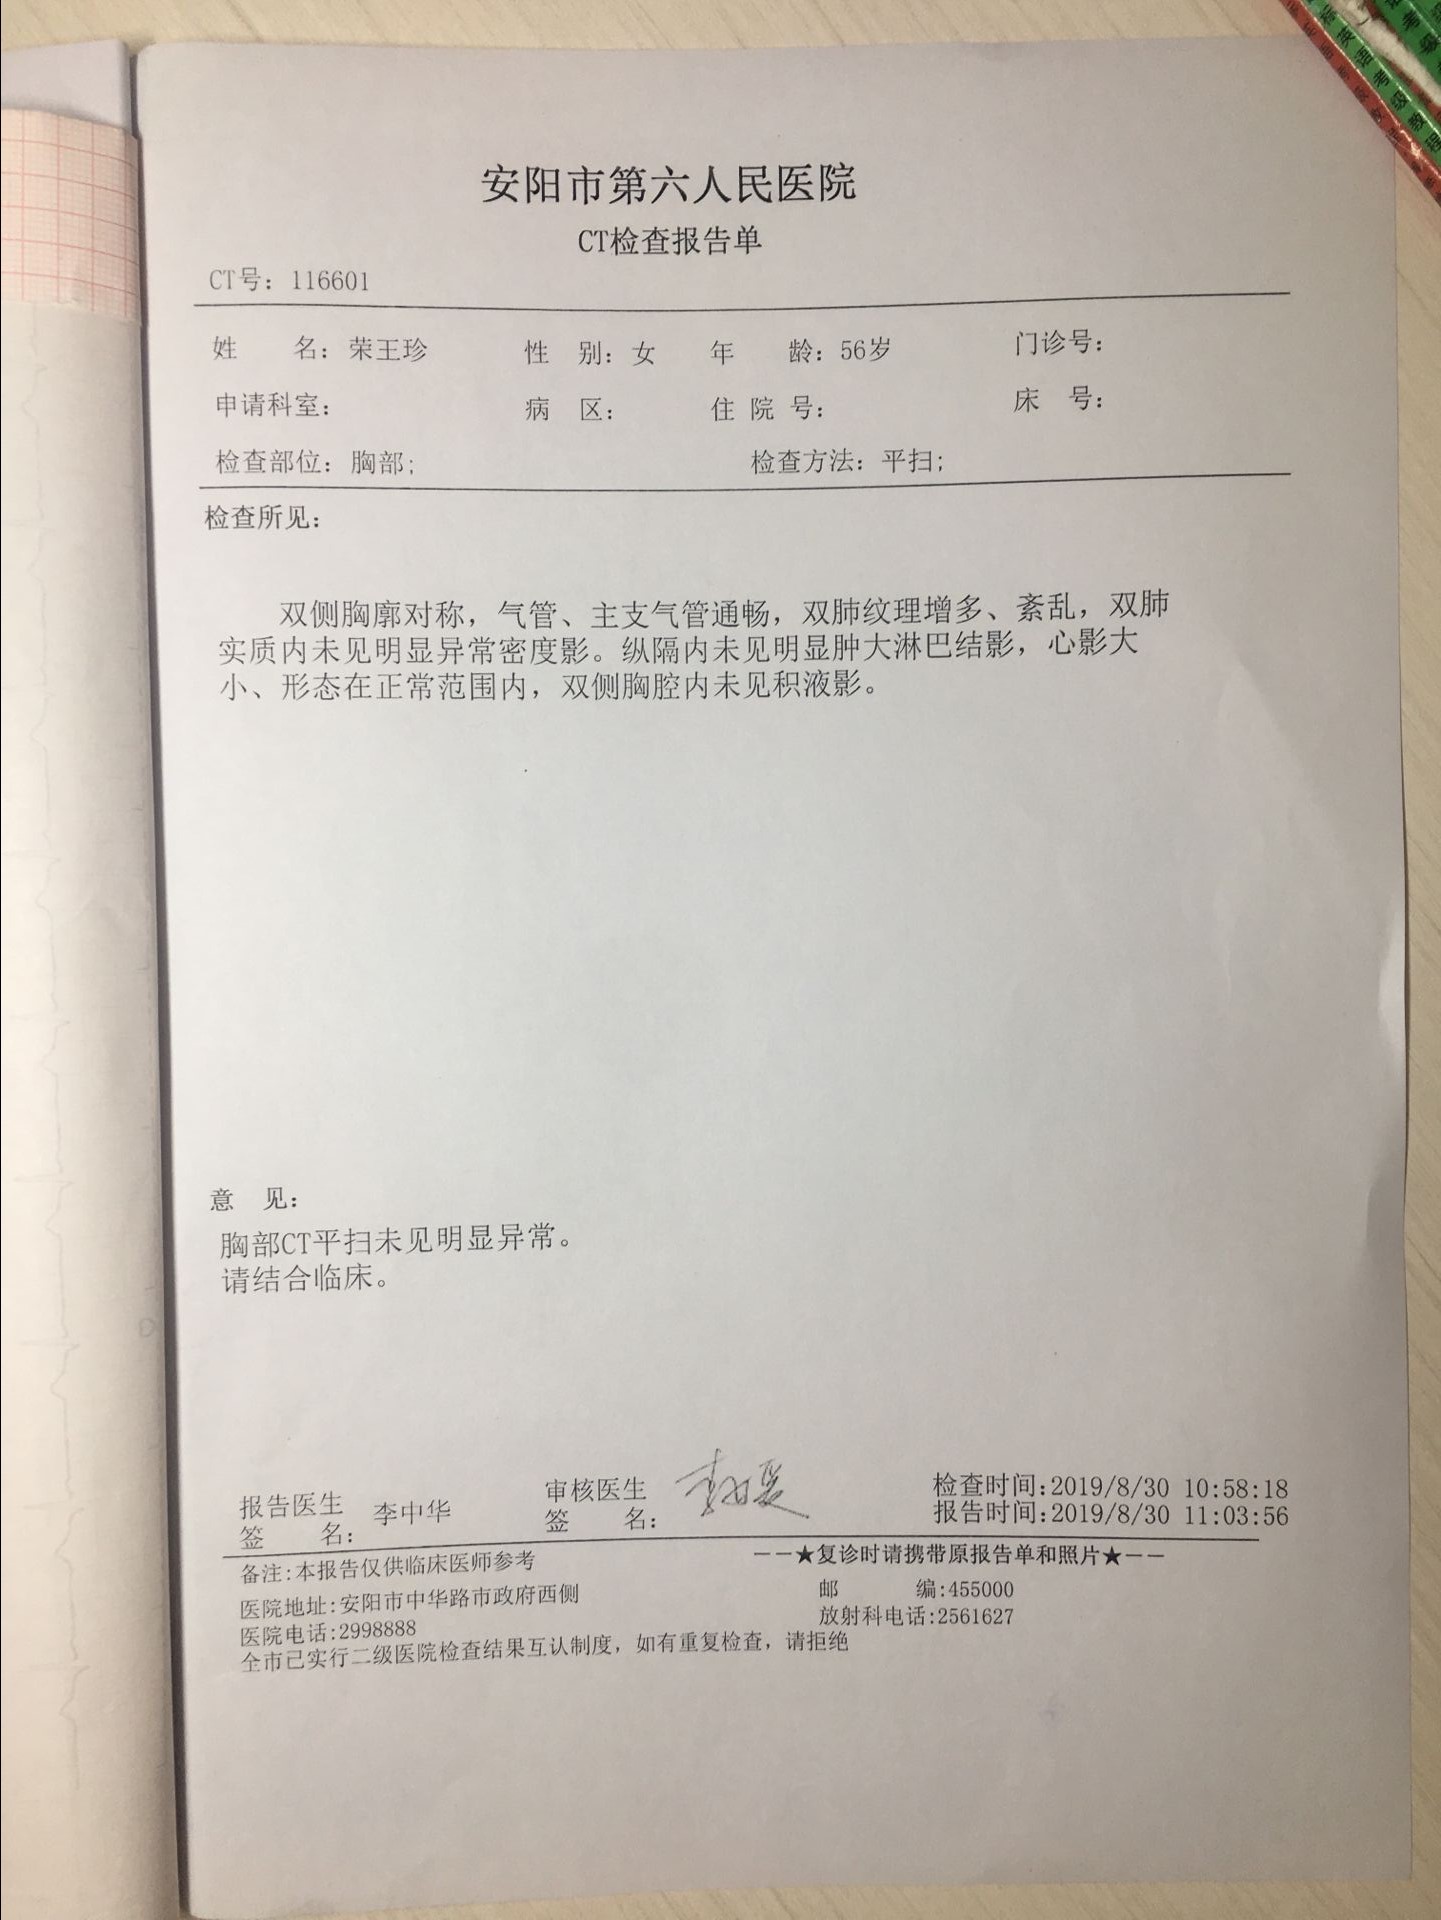 安阳市第六人民医院
CT检查报告单
CT号：116601
姓 名：荣王珍 性 别：女 年 龄：56岁 门诊号：
申请科室： 病 区： 住 院 号： 床 号：
检查部位：胸部； 检查方法：平扫；
检查所见：
双侧胸廓对称，气管、主支气管通畅，双肺纹理增多、紊乱，双肺
实质内未见明显异常密度影。纵隔内未见明显肿大淋巴结影，心影大
小、形态在正常范围内，双侧胸腔内未见积液影。
意 见：
胸部CT平扫未见明显异常。
请结合临床。
报告医生 李中华 审核医生 检查时间:2019/8/30 10:58:18
签 名： 签 名： 报告时间:2019/8/30 11:03:56
备注:本报告仅供临床医师参考 ——★复诊时请携带原报告单和照片★——
医院地址:安阳市中华路市政府西侧 邮 编:455000
医院电话:2998888 放射科电话:2561627
全市已实行二级医院检查结果互认制度，如有重复检查，请拒绝